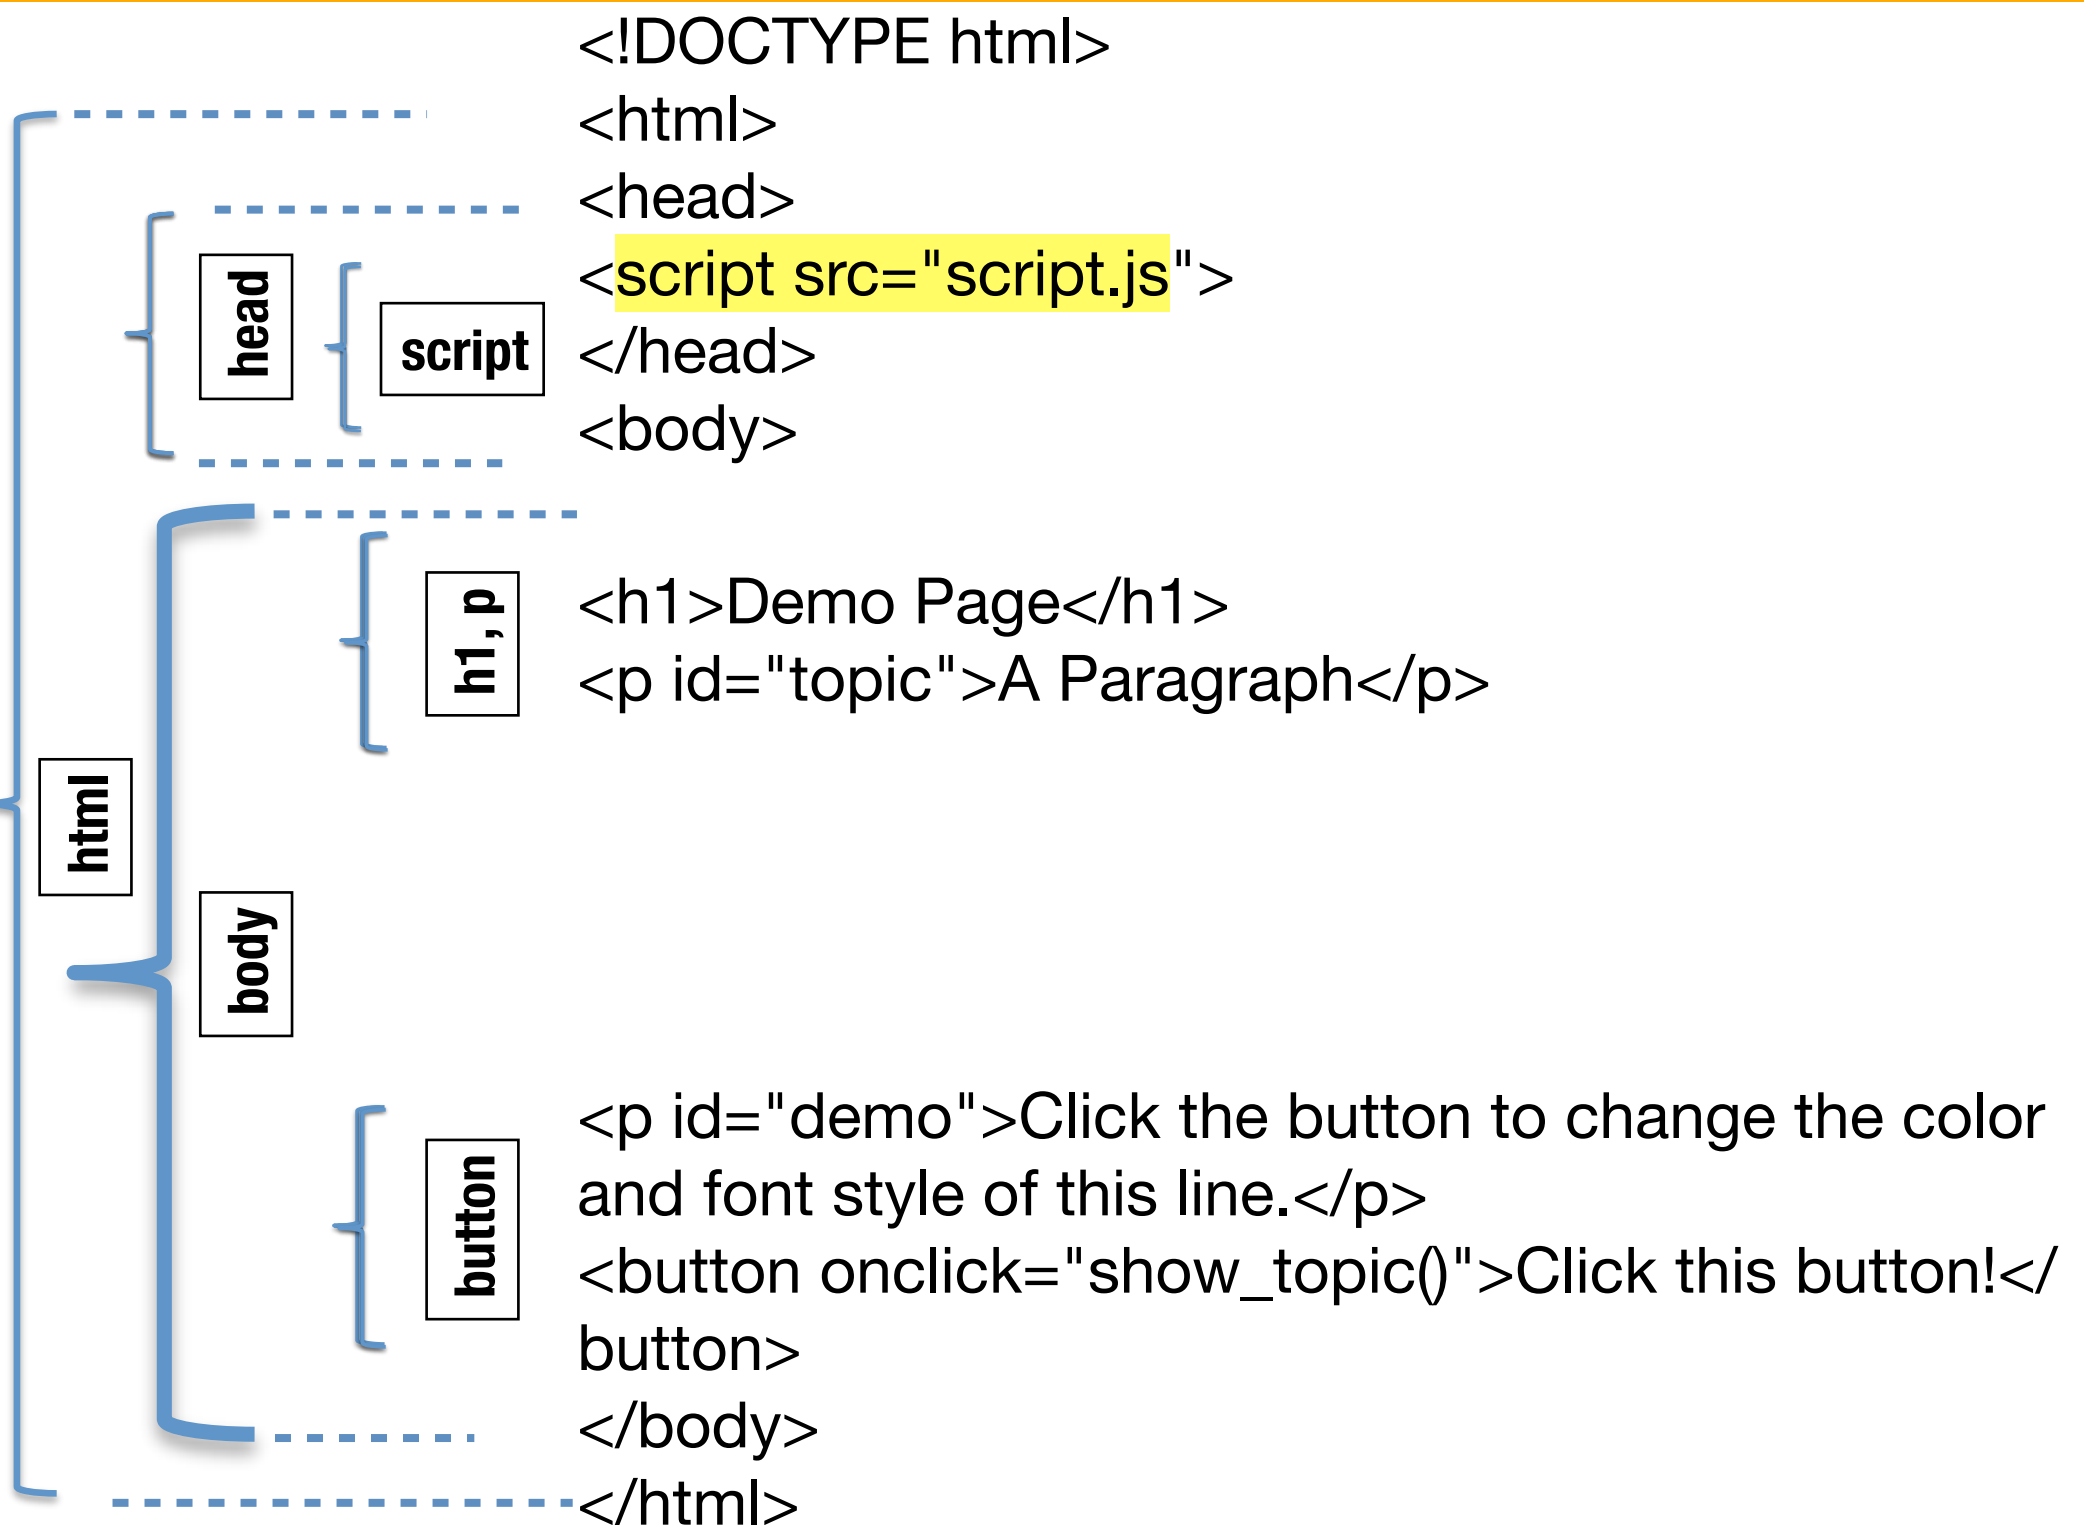 <!DOCTYPE html>
<html>
<head>
<script src="script.js">
</head>
<body>
<h1>Demo Page</h1>
<p id="topic">A Paragraph</p>
<p id="demo">Click the button to change the color
and font style of this line.</p>
<button onclick="show_topic()">Click this button!</
button>
</body>
</html>
html
head
script
body
h1, p
button